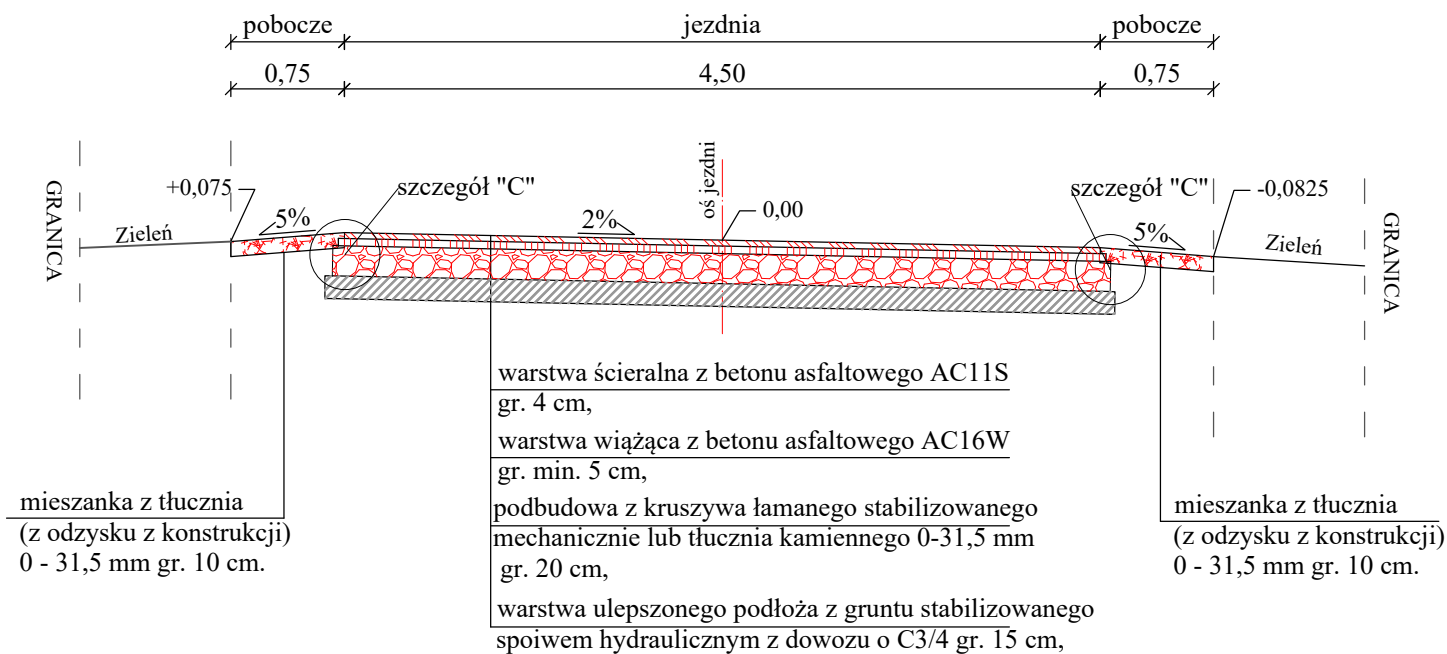 pobocze
jezdnia
pobocze
0,75
4,50
0,75
GRANICA
Zieleń
+0,075
5%
szczegół "C"
2%
oś jezdni
0,00
szczegół "C"
5%
-0,0825
Zieleń
GRANICA
warstwa ścieralna z betonu asfaltowego AC11S
gr. 4 cm,
warstwa wiążąca z betonu asfaltowego AC16W
gr. min. 5 cm,
podbudowa z kruszywa łamanego stabilizowanego
mechanicznie lub tłucznia kamiennego 0-31,5 mm
gr. 20 cm,
warstwa ulepszonego podłoża z gruntu stabilizowanego
spoiwem hydraulicznym z dowozu o C3/4 gr. 15 cm,
mieszanka z tłucznia
(z odzysku z konstrukcji)
0 - 31,5 mm gr. 10 cm.
mieszanka z tłucznia
(z odzysku z konstrukcji)
0 - 31,5 mm gr. 10 cm.